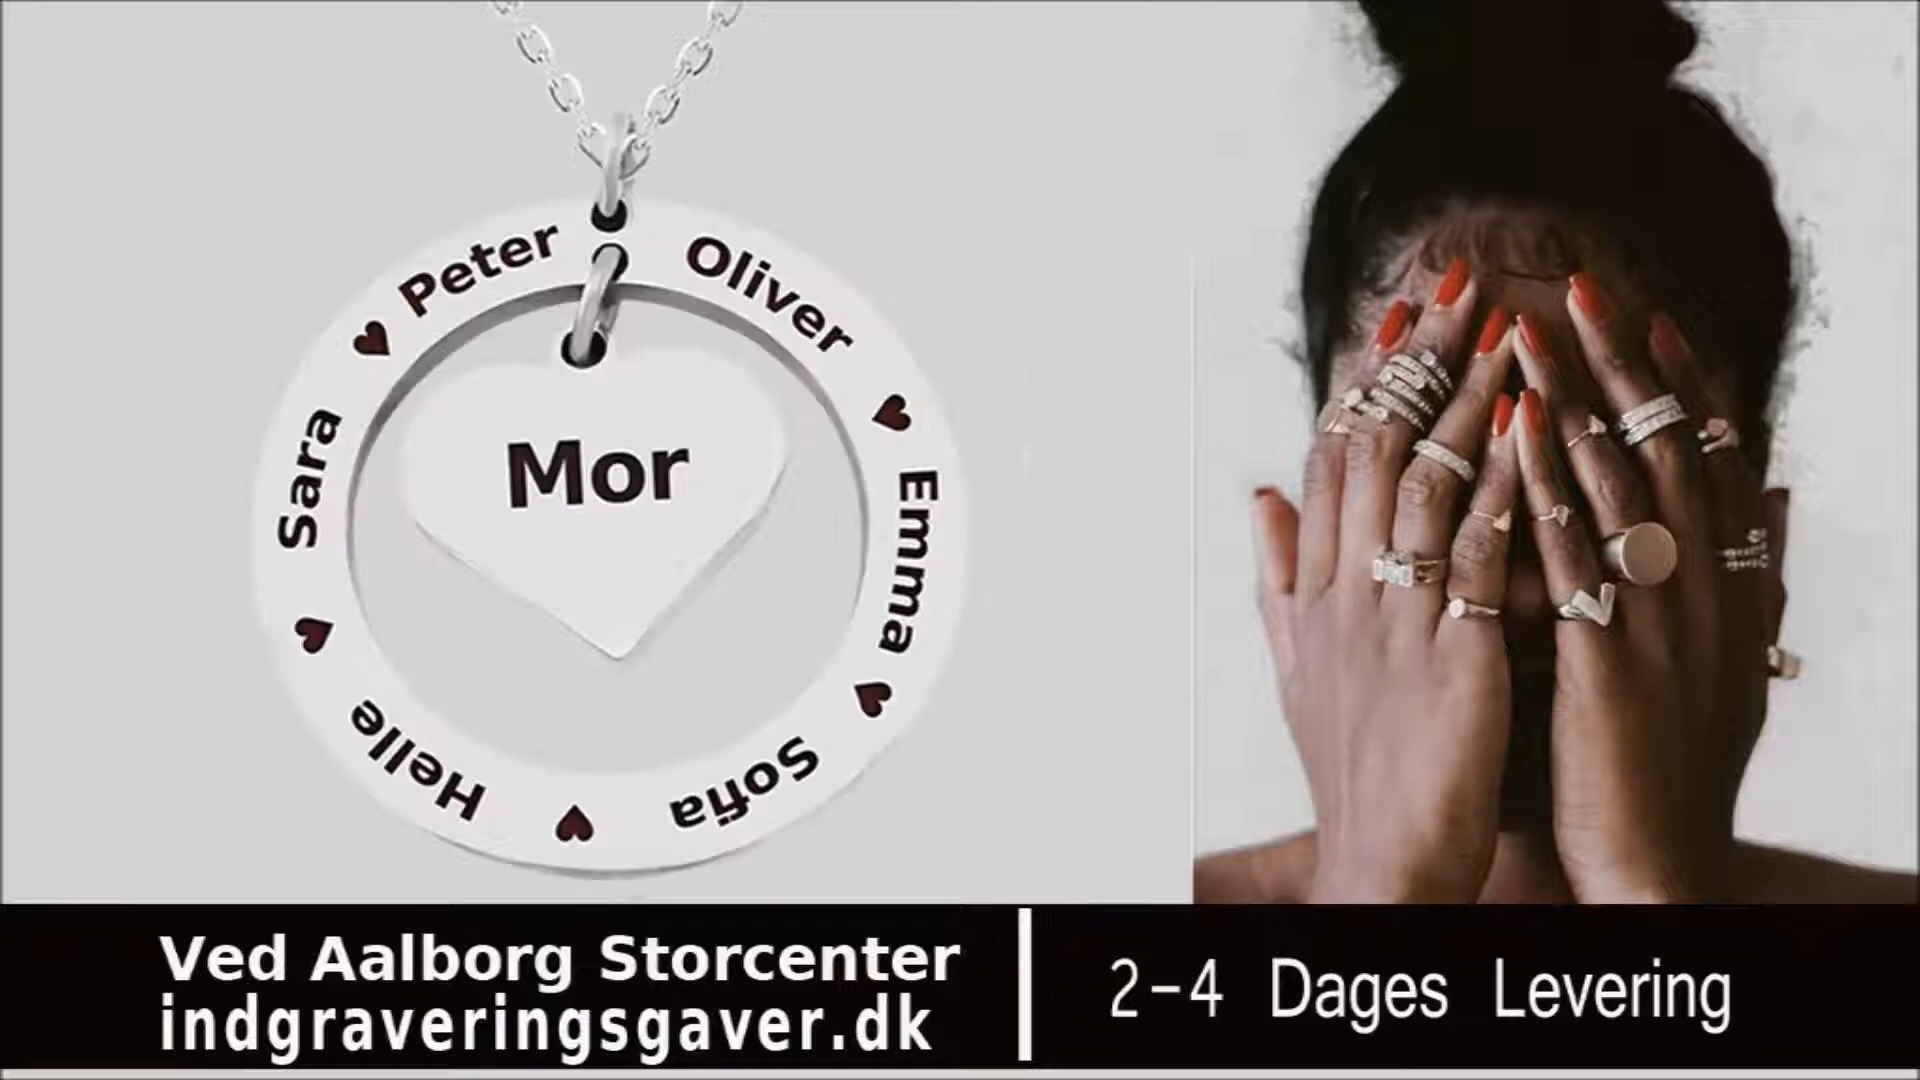 Peter
Oliver
Emma
Sofia
Helle
Sara
Mor
Ved Aalborg Storcenter
indgraveringsgaver.dk
2-4 Dages Levering